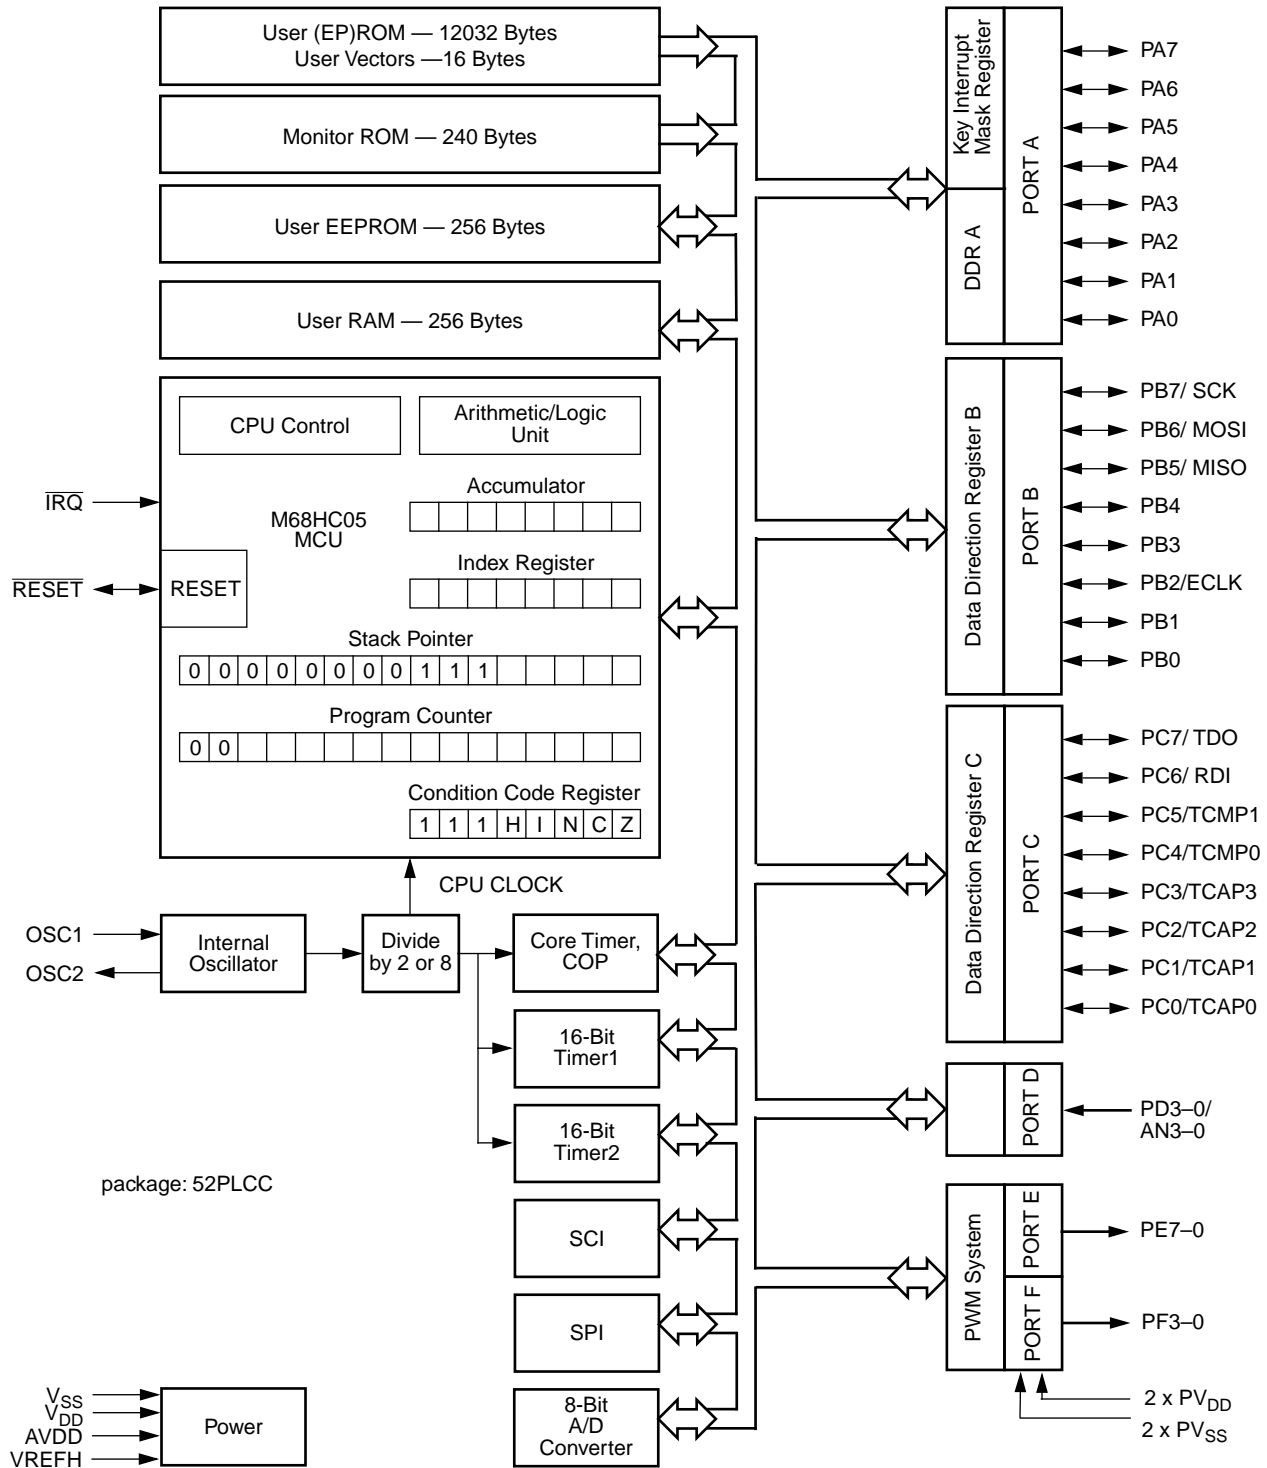 User (EP)ROM — 12032 Bytes
User Vectors —16 Bytes
Monitor ROM — 240 Bytes
User EEPROM — 256 Bytes
User RAM — 256 Bytes
CPU Control
Arithmetic/Logic
Unit
Accumulator
M68HC05
MCU
Index Register
IRQ
RESET
RESET
Stack Pointer
0 0 0 0 0 0 0 0 1 1 1
Program Counter
0 0
Condition Code Register
1 1 1 H I N C Z
CPU CLOCK
OSC1
OSC2
Internal
Oscillator
Divide
by 2 or 8
Core Timer,
COP
16-Bit
Timer1
16-Bit
Timer2
package: 52PLCC
SCI
SPI
8-Bit
A/D
Converter
VSS
VDD
AVDD
VREFH
Power
Key Interrupt
Mask Register
DDR A
PORT A
PA7
PA6
PA5
PA4
PA3
PA2
PA1
PA0
Data Direction Register B
PORT B
PB7/ SCK
PB6/ MOSI
PB5/ MISO
PB4
PB3
PB2/ECLK
PB1
PB0
Data Direction Register C
PORT C
PC7/ TDO
PC6/ RDI
PC5/TCMP1
PC4/TCMP0
PC3/TCAP3
PC2/TCAP2
PC1/TCAP1
PC0/TCAP0
PORT D
PD3–0/
AN3–0
PWM System
PORT E
PORT F
PE7–0
PF3–0
2 x PVDD
2 x PVSS